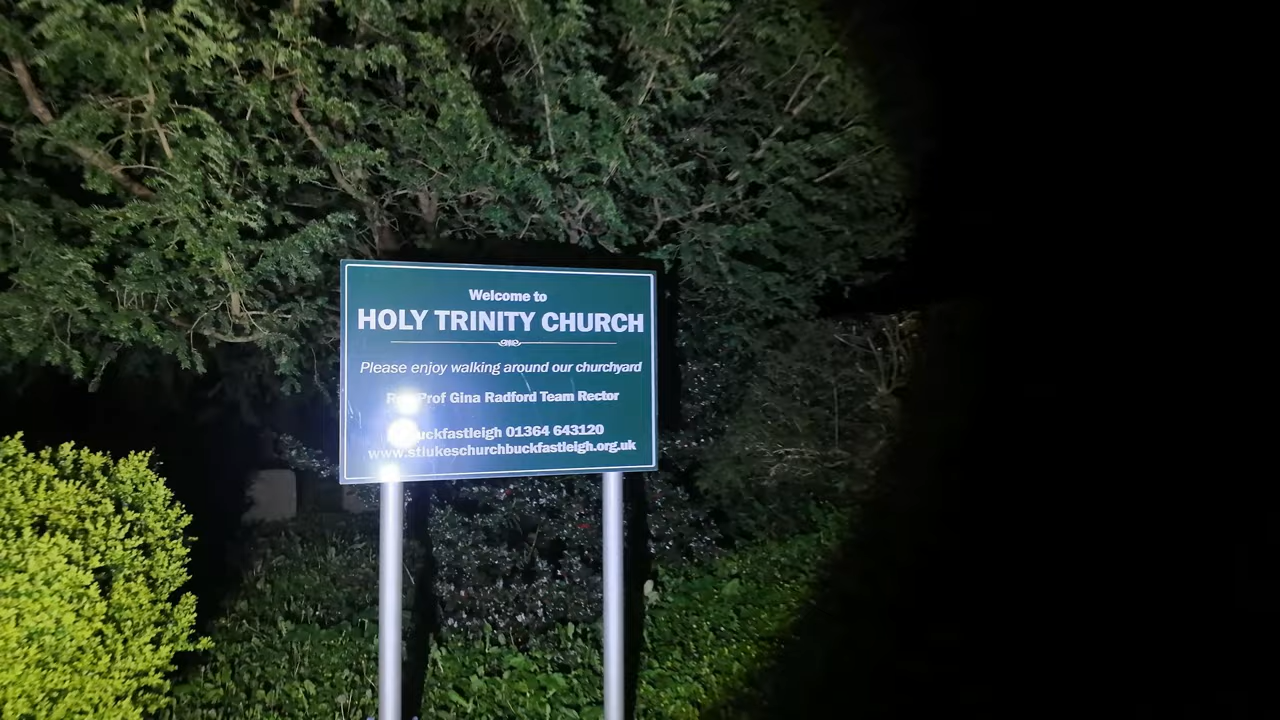 Welcome to
HOLY TRINITY CHURCH
Please enjoy walking around our churchyard
Prof Gina Radford Team Rector
Buckfastleigh 01364 643120
www.stlukeschurchbuckfastleigh.org.uk